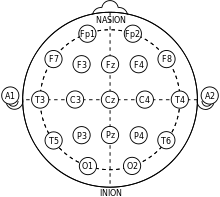 NASION
Fp1 Fp2
F7 F3 Fz F4 F8
A1 T3 C3 Cz C4 T4 A2
T5 P3 Pz P4 T6
O1 O2
INION